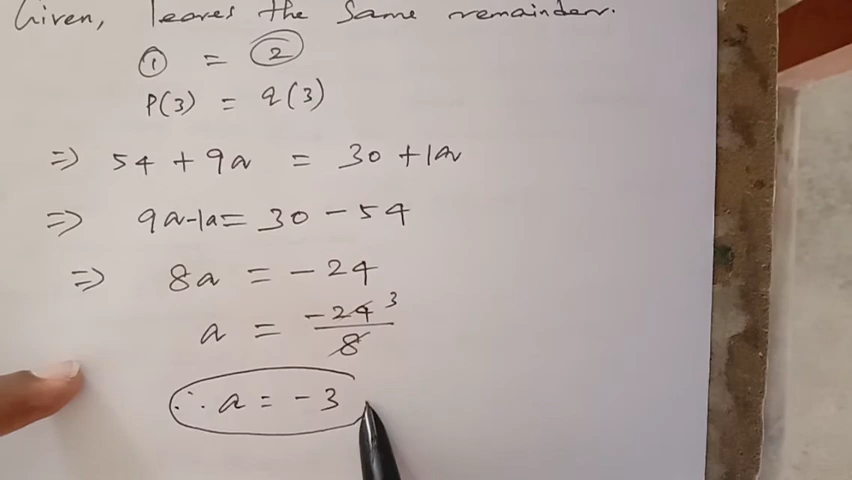 Given, leaves the same remainder.
① = ②
P(3) = q(3)
=> 54 + 9a = 30 + 1a
=> 9a-1a = 30 - 54
=> 8a = -24
a = -24 3 / 8
∴ a = -3